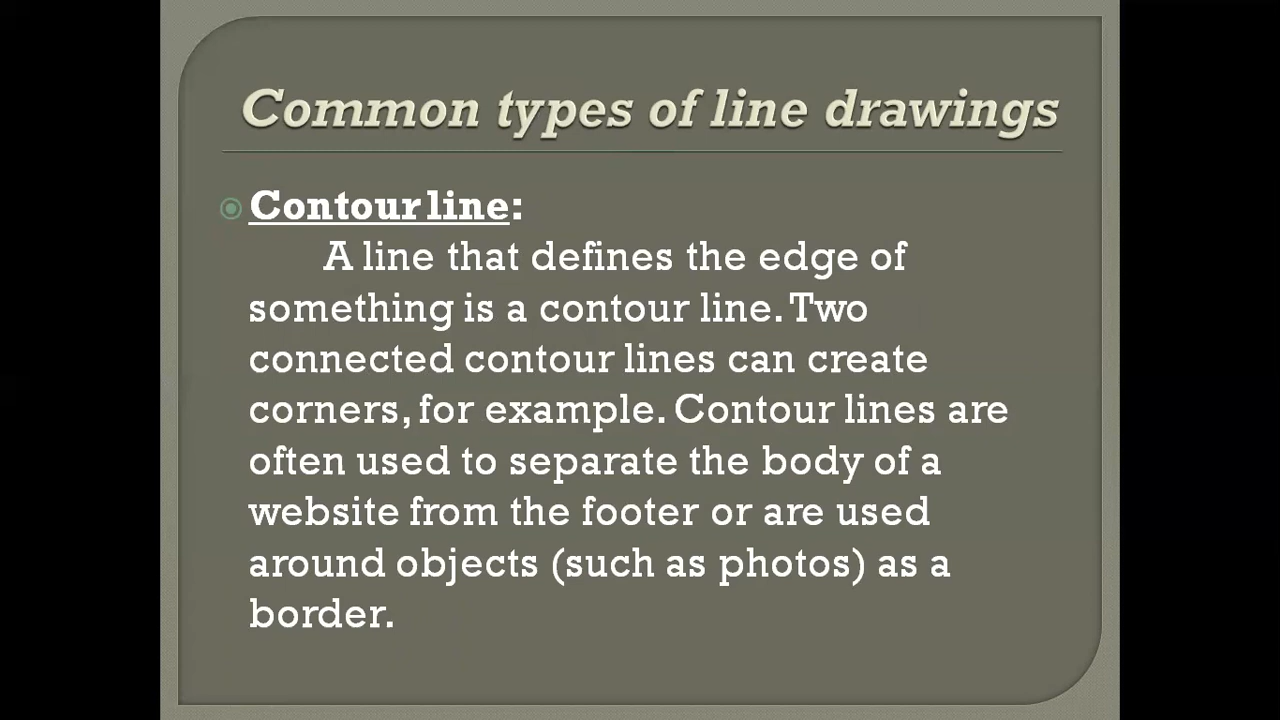 Common types of line drawings
Contour line:
A line that defines the edge of
something is a contour line. Two
connected contour lines can create
corners, for example. Contour lines are
often used to separate the body of a
website from the footer or are used
around objects (such as photos) as a
border.